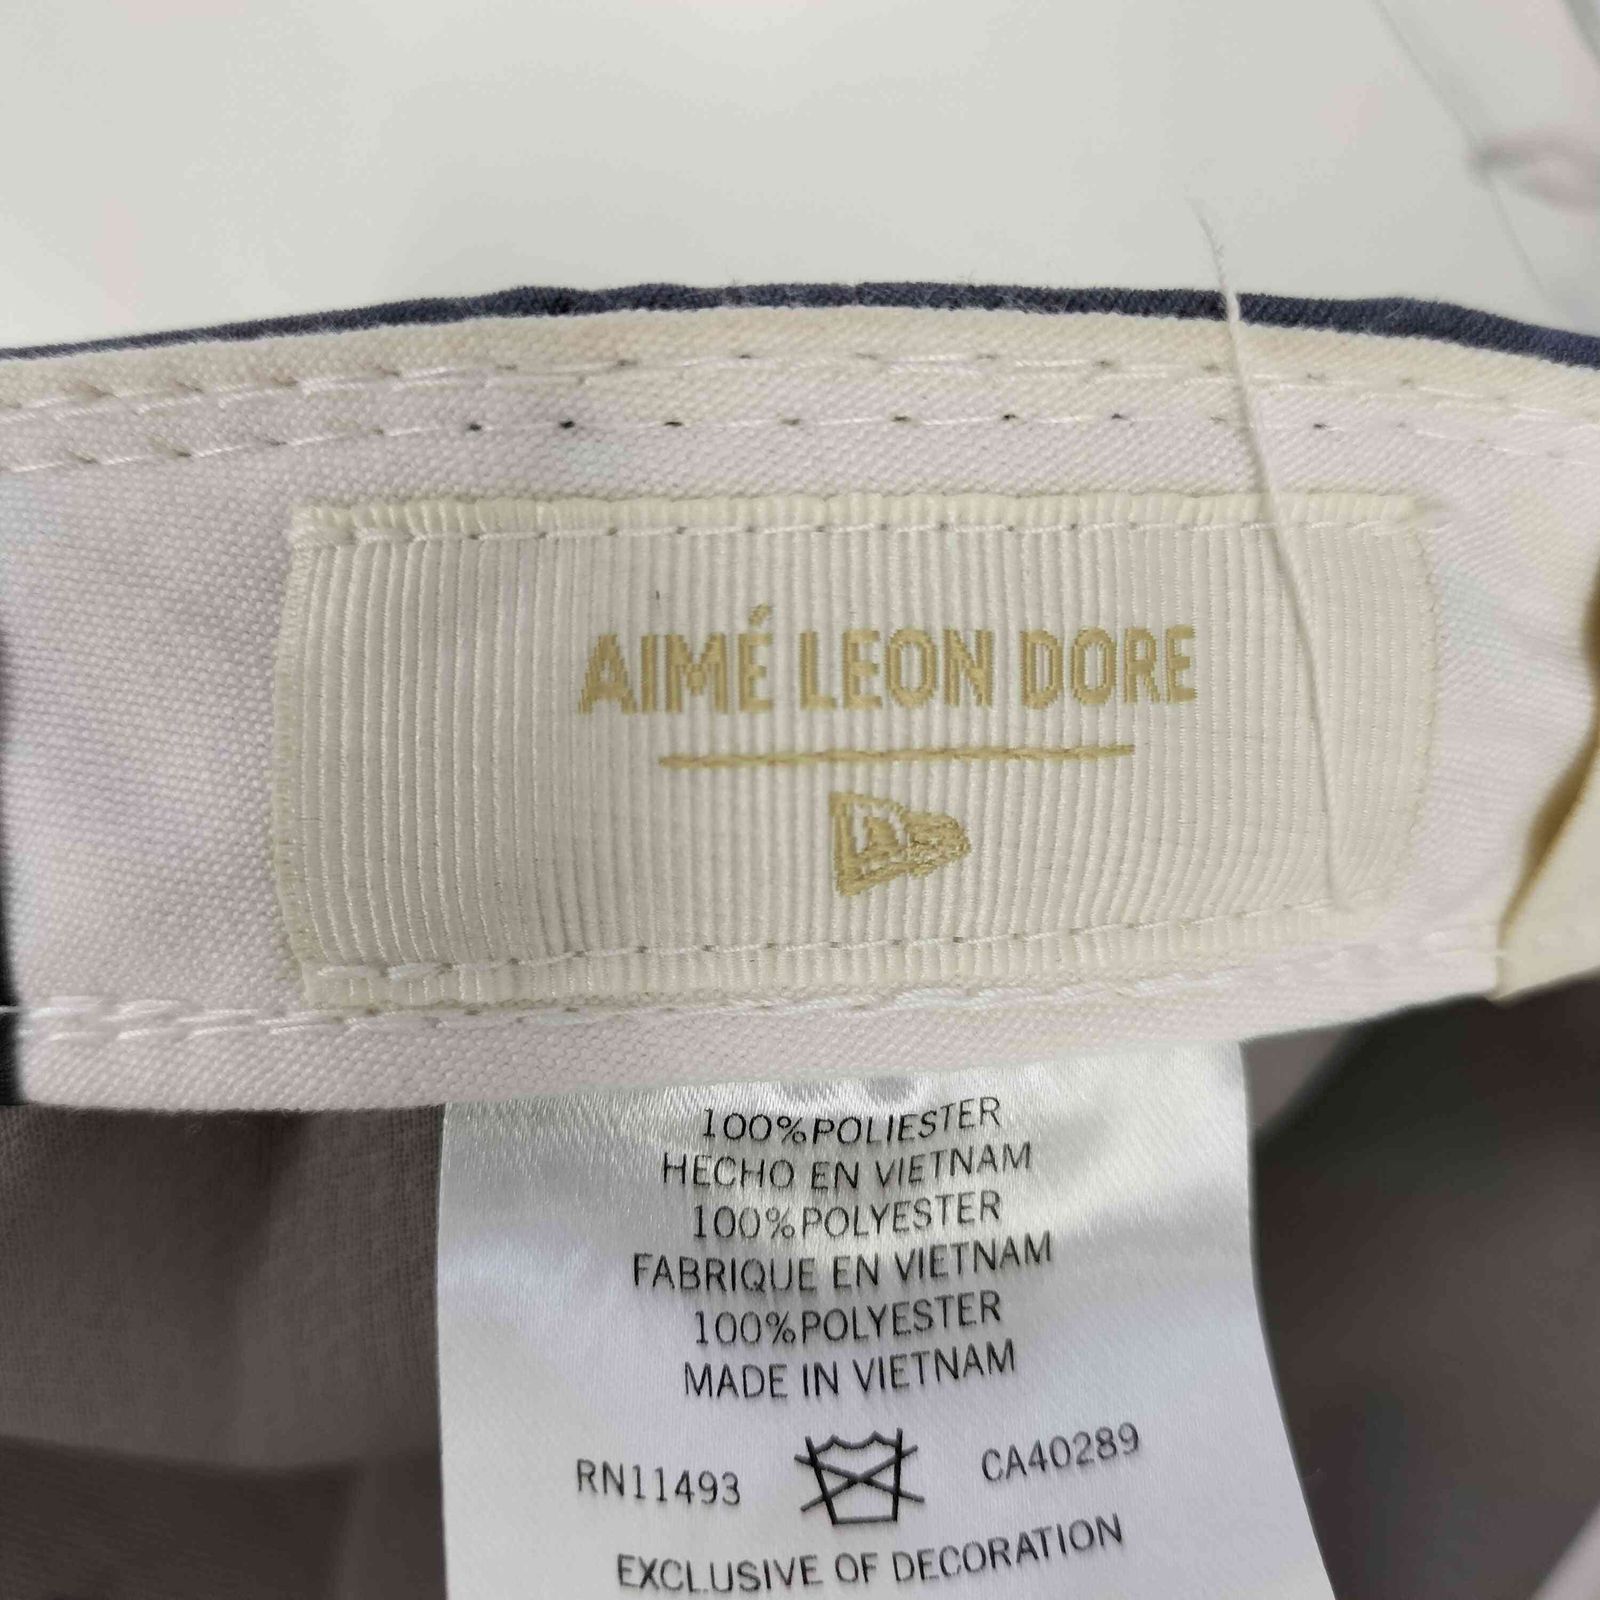 AIMÉ LEON DORE
100%POLIESTER
HECHO EN VIETNAM
100%POLYESTER
FABRIQUE EN VIETNAM
100%POLYESTER
MADE IN VIETNAM
RN11493 CA40289
EXCLUSIVE OF DECORATION